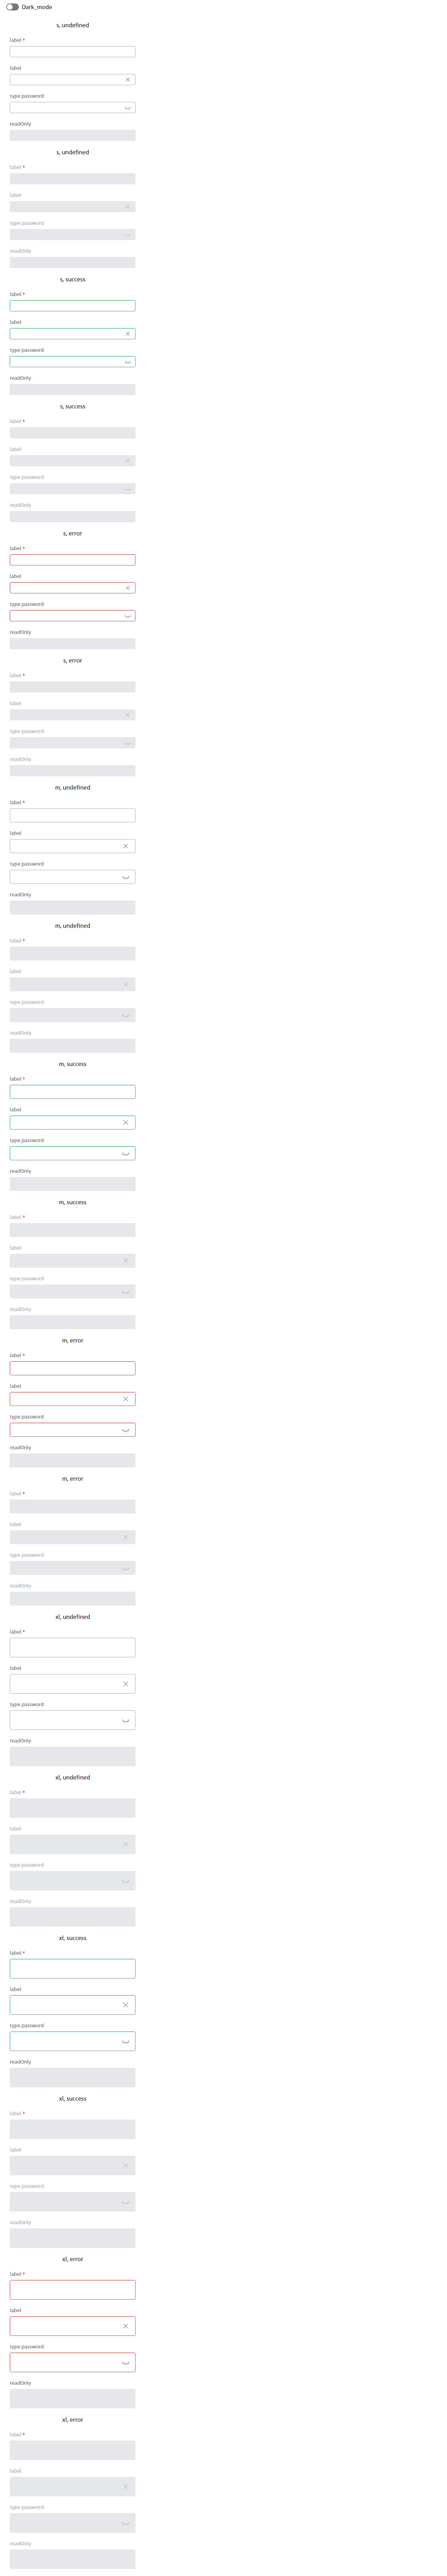 Dark_mode
s, undefined
label *
label
type password
readOnly
s, undefined
label *
label
type password
readOnly
s, success
label *
label
type password
readOnly
s, success
label *
label
type password
readOnly
s, error
label *
label
type password
readOnly
s, error
label *
label
type password
readOnly
m, undefined
label *
label
type password
readOnly
m, undefined
label *
label
type password
readOnly
m, success
label *
label
type password
readOnly
m, success
label *
label
type password
readOnly
m, error
label *
label
type password
readOnly
m, error
label *
label
type password
readOnly
xl, undefined
label *
label
type password
readOnly
xl, undefined
label *
label
type password
readOnly
xl, success
label *
label
type password
readOnly
xl, success
label *
label
type password
readOnly
xl, error
label *
label
type password
readOnly
xl, error
label *
label
type password
readOnly